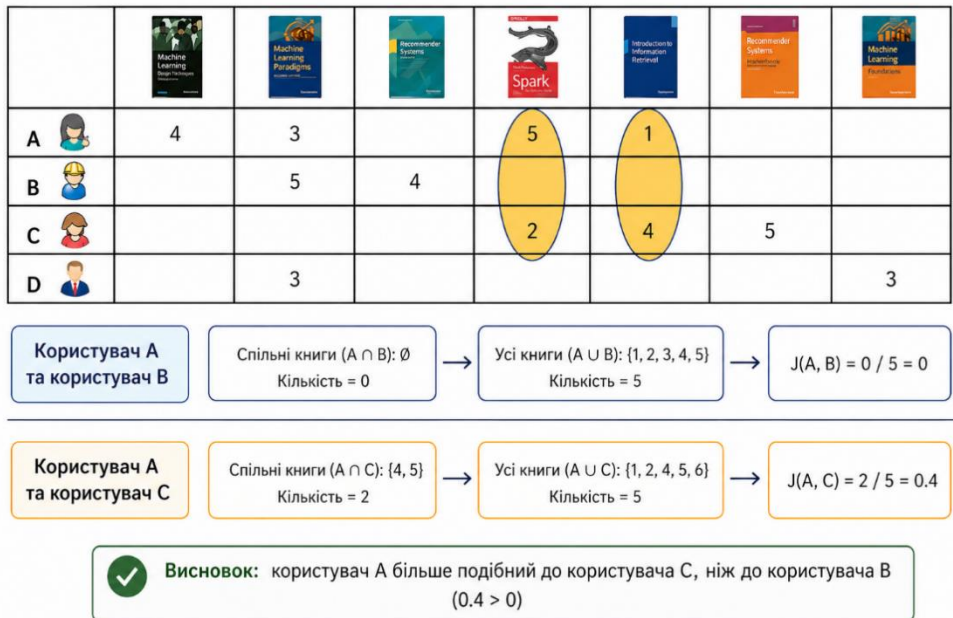 Machine
Learning
Design Techniques
Machine
Learning
Paradigms
Recommender
Systems
Spark
Introduction to
Information
Retrieval
Recommender
Systems
Machine
Learning
Foundations
A 4 3 5 1
B 5 4
C 2 4 5
D 3 3
Користувач A
та користувач B
Спільні книги (A ∩ B): Ø
Кількість = 0
→
Усі книги (A ∪ B): {1, 2, 3, 4, 5}
Кількість = 5
→
J(A, B) = 0 / 5 = 0
Користувач A
та користувач C
Спільні книги (A ∩ C): {4, 5}
Кількість = 2
→
Усі книги (A ∪ C): {1, 2, 4, 5, 6}
Кількість = 5
→
J(A, C) = 2 / 5 = 0.4
Висновок: користувач A більше подібний до користувача C, ніж до користувача B
(0.4 > 0)